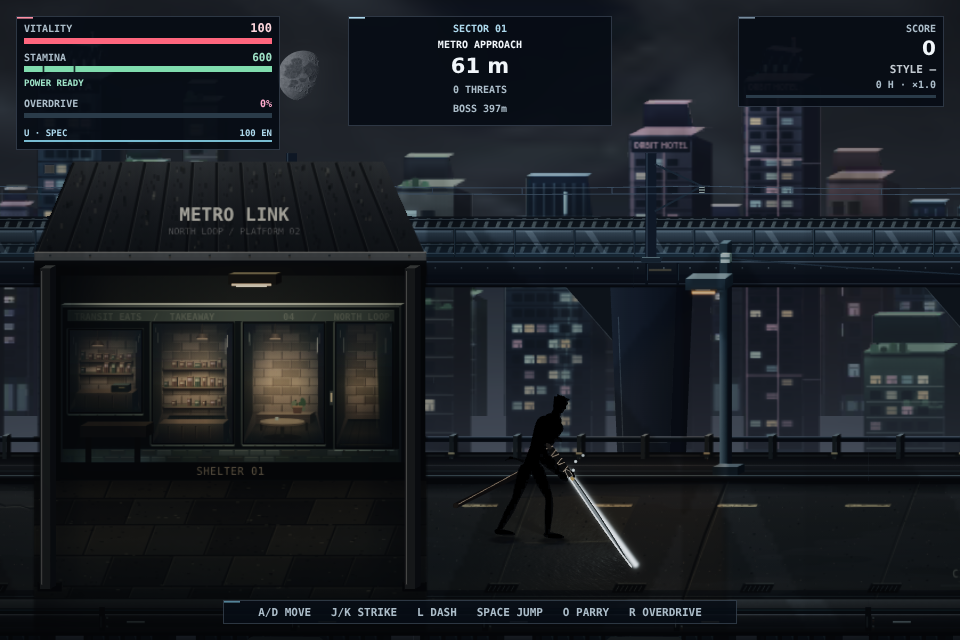 VITALITY 100
STAMINA 600
POWER READY
OVERDRIVE 0%
U · SPEC 100 EN
SECTOR 01
METRO APPROACH
61 m
0 THREATS
BOSS 397m
SCORE
0
STYLE —
0 H · ×1.0
ORBIT HOTEL
METRO LINK
NORTH LOOP / PLATFORM 02
TRANSIT EATS / TAKEAWAY 04 / NORTH LOOP
SHELTER 01
A/D MOVE J/K STRIKE L DASH SPACE JUMP O PARRY R OVERDRIVE